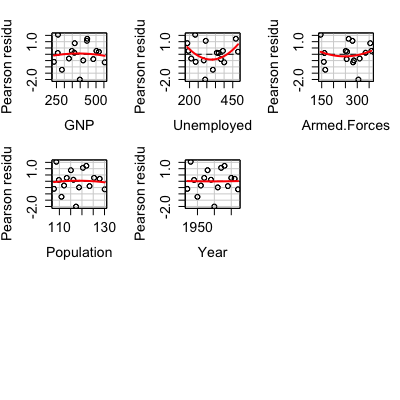 Pearson residu
1.0
-2.0
250 500
GNP
Pearson residu
1.0
-2.0
200 450
Unemployed
Pearson residu
1.0
-2.0
150 300
Armed.Forces
Pearson residu
1.0
-2.0
110 130
Population
Pearson residu
1.0
-2.0
1950
Year